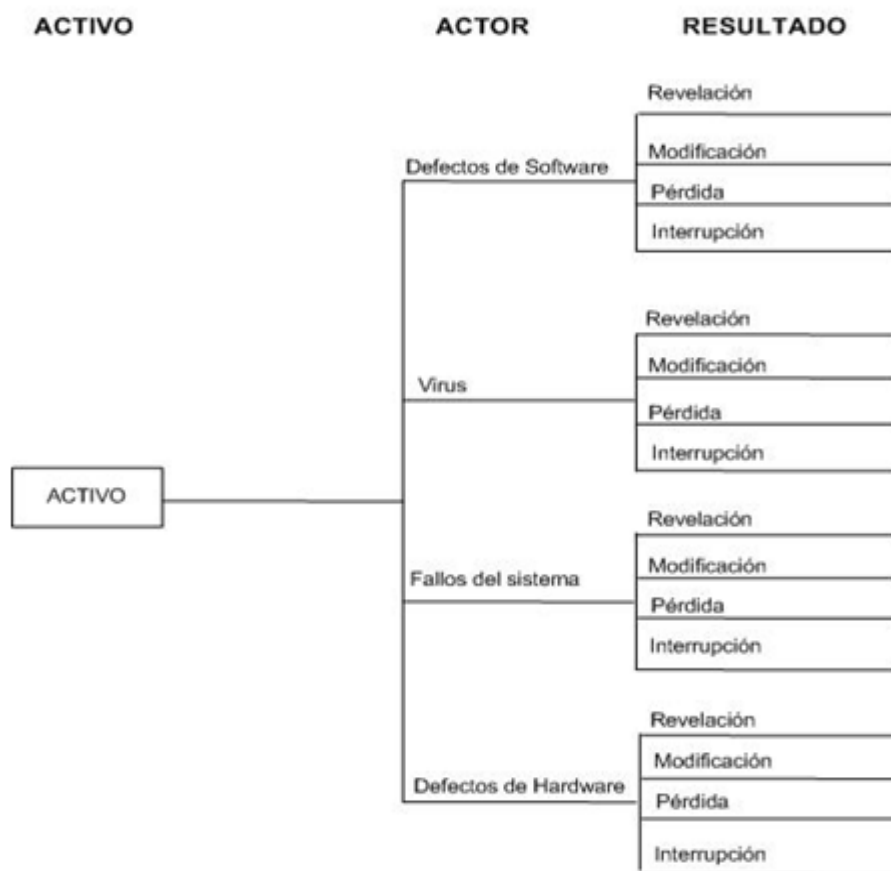 ACTIVO ACTOR RESULTADO
Revelación
Modificación
Defectos de Software
Pérdida
Interrupción
Revelación
Modificación
Virus
Pérdida
Interrupción
ACTIVO
Revelación
Modificación
Fallos del sistema
Pérdida
Interrupción
Revelación
Modificación
Defectos de Hardware
Pérdida
Interrupción